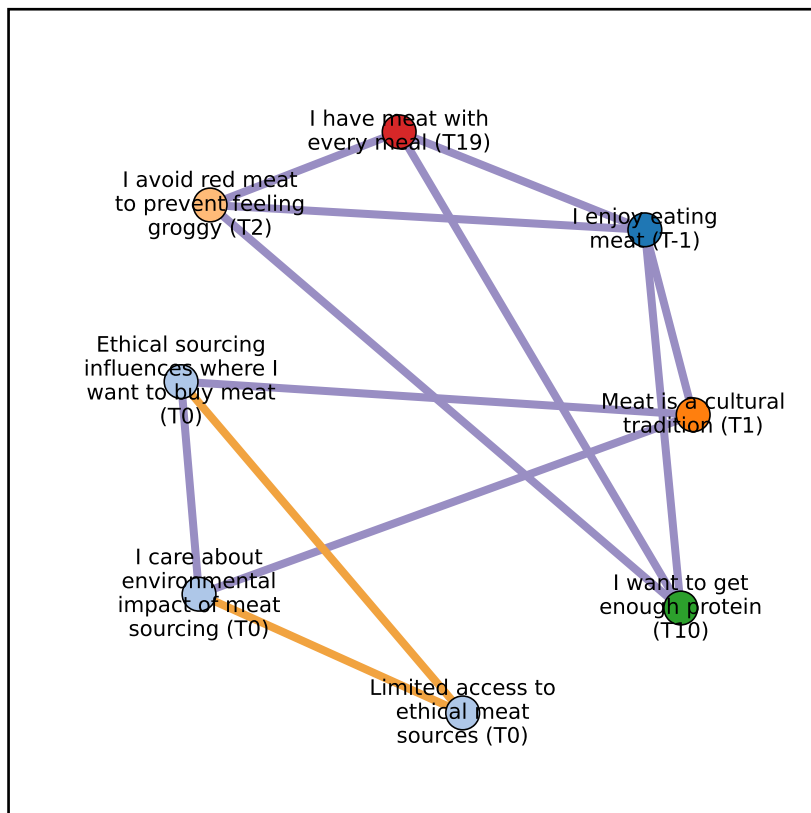 I have meat with
every meal (T19)
I avoid red meat
to prevent feeling
groggy (T2)
I enjoy eating
meat (T-1)
Ethical sourcing
influences where I
want to buy meat
(T0)
Meat is a cultural
tradition (T1)
I care about
environmental
impact of meat
sourcing (T0)
I want to get
enough protein
(T10)
Limited access to
ethical meat
sources (T0)